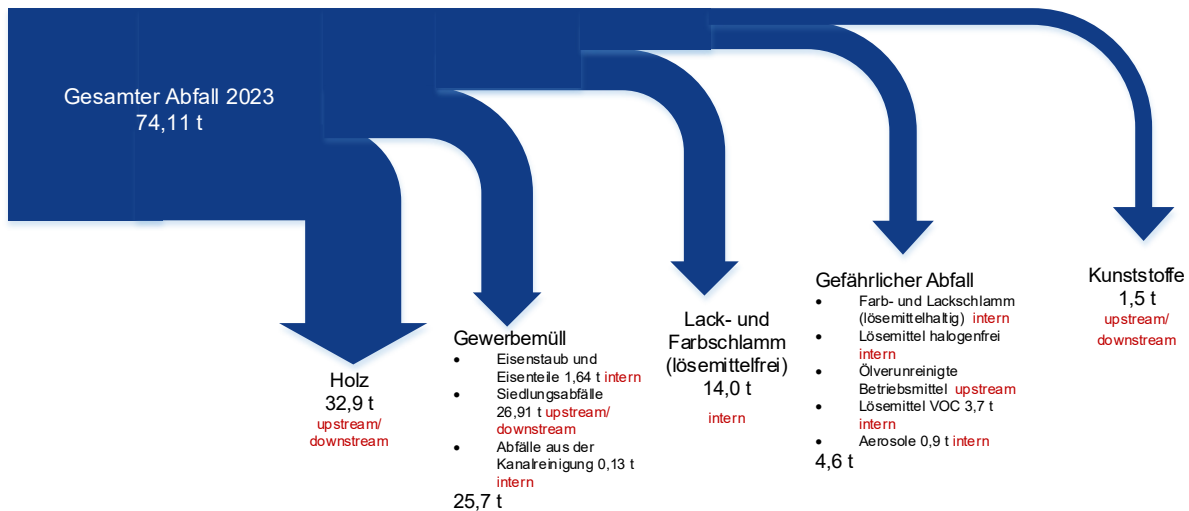 Gesamter Abfall 2023
74,11 t
Holz
32,9 t
upstream/
downstream
Gewerbemüll
• Eisenstaub und
Eisenteile 1,64 t intern
• Siedlungsabfälle
26,91 t upstream/
downstream
• Abfälle aus der
Kanalreinigung 0,13 t
intern
25,7 t
Lack- und
Farbschlamm
(lösemittelfrei)
14,0 t
intern
Gefährlicher Abfall
• Farb- und Lackschlamm
(lösemittelhaltig) intern
• Lösemittel halogenfrei
intern
• Ölverunreinigte
Betriebsmittel upstream
• Lösemittel VOC 3,7 t
intern
• Aerosole 0,9 t intern
4,6 t
Kunststoffe
1,5 t
upstream/
downstream